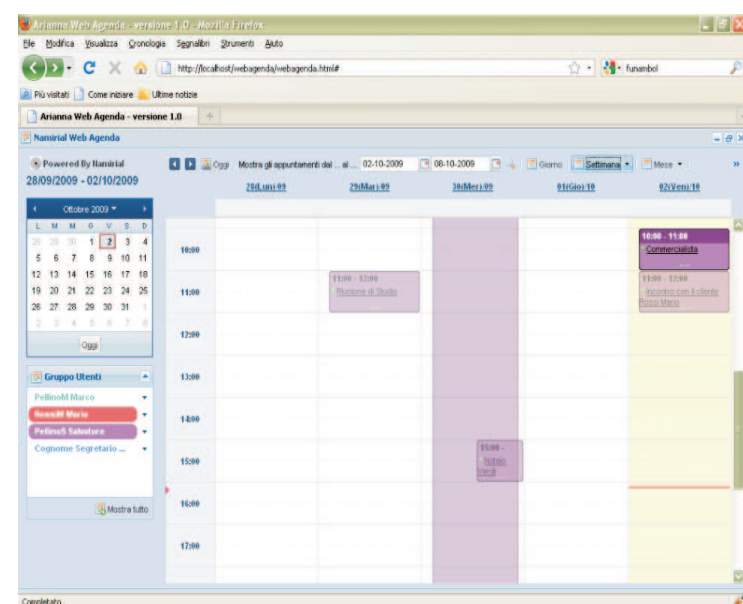 Arianna Web Agenda - versione 1.0 - Mozilla Firefox
File Modifica Visualizza Cronologia Segnalibri Strumenti Aiuto
http://localhost/webagenda/webagenda.html#
funambol
Più visitati Come iniziare Ultime notizie
Arianna Web Agenda - versione 1.0
Namirial Web Agenda
Powered By Namirial
28/09/2009 - 02/10/2009
Oggi Mostra gli appuntamenti dal ... al ... 02-10-2009 08-10-2009 Giorno Settimana Mese
28(Lun) 09 29(Mar) 09 30(Mer) 09 01(Gio) 10 02(Ven) 10
Ottobre 2009
L M M G V S D
28 29 30 1 2 3 4
5 6 7 8 9 10 11
12 13 14 15 16 17 18
19 20 21 22 23 24 25
26 27 28 29 30 31 1
2 3 4 5 6 7 8
Oggi
Gruppo Utenti
PellinoM Marco
RossiM Mario
PellinoS Salvatore
Cognome Segretario ...
Mostra tutto
10:00
11:00
12:00
13:00
14:00
15:00
16:00
17:00
11:00 - 12:00
Riunione di Studio
15:00 -
Notaio
Verdi
10:00 - 11:00
Commercialista
....
11:00 - 12:00
Incontro con il cliente
Rossi Mario
Completato